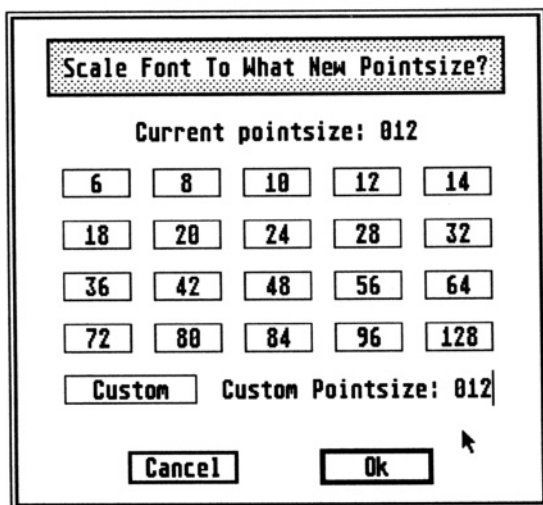 Scale Font To What New Pointsize?
Current pointsize: 012
6 8 10 12 14
18 20 24 28 32
36 42 48 56 64
72 80 84 96 128
Custom Custom Pointsize: 012
Cancel Ok